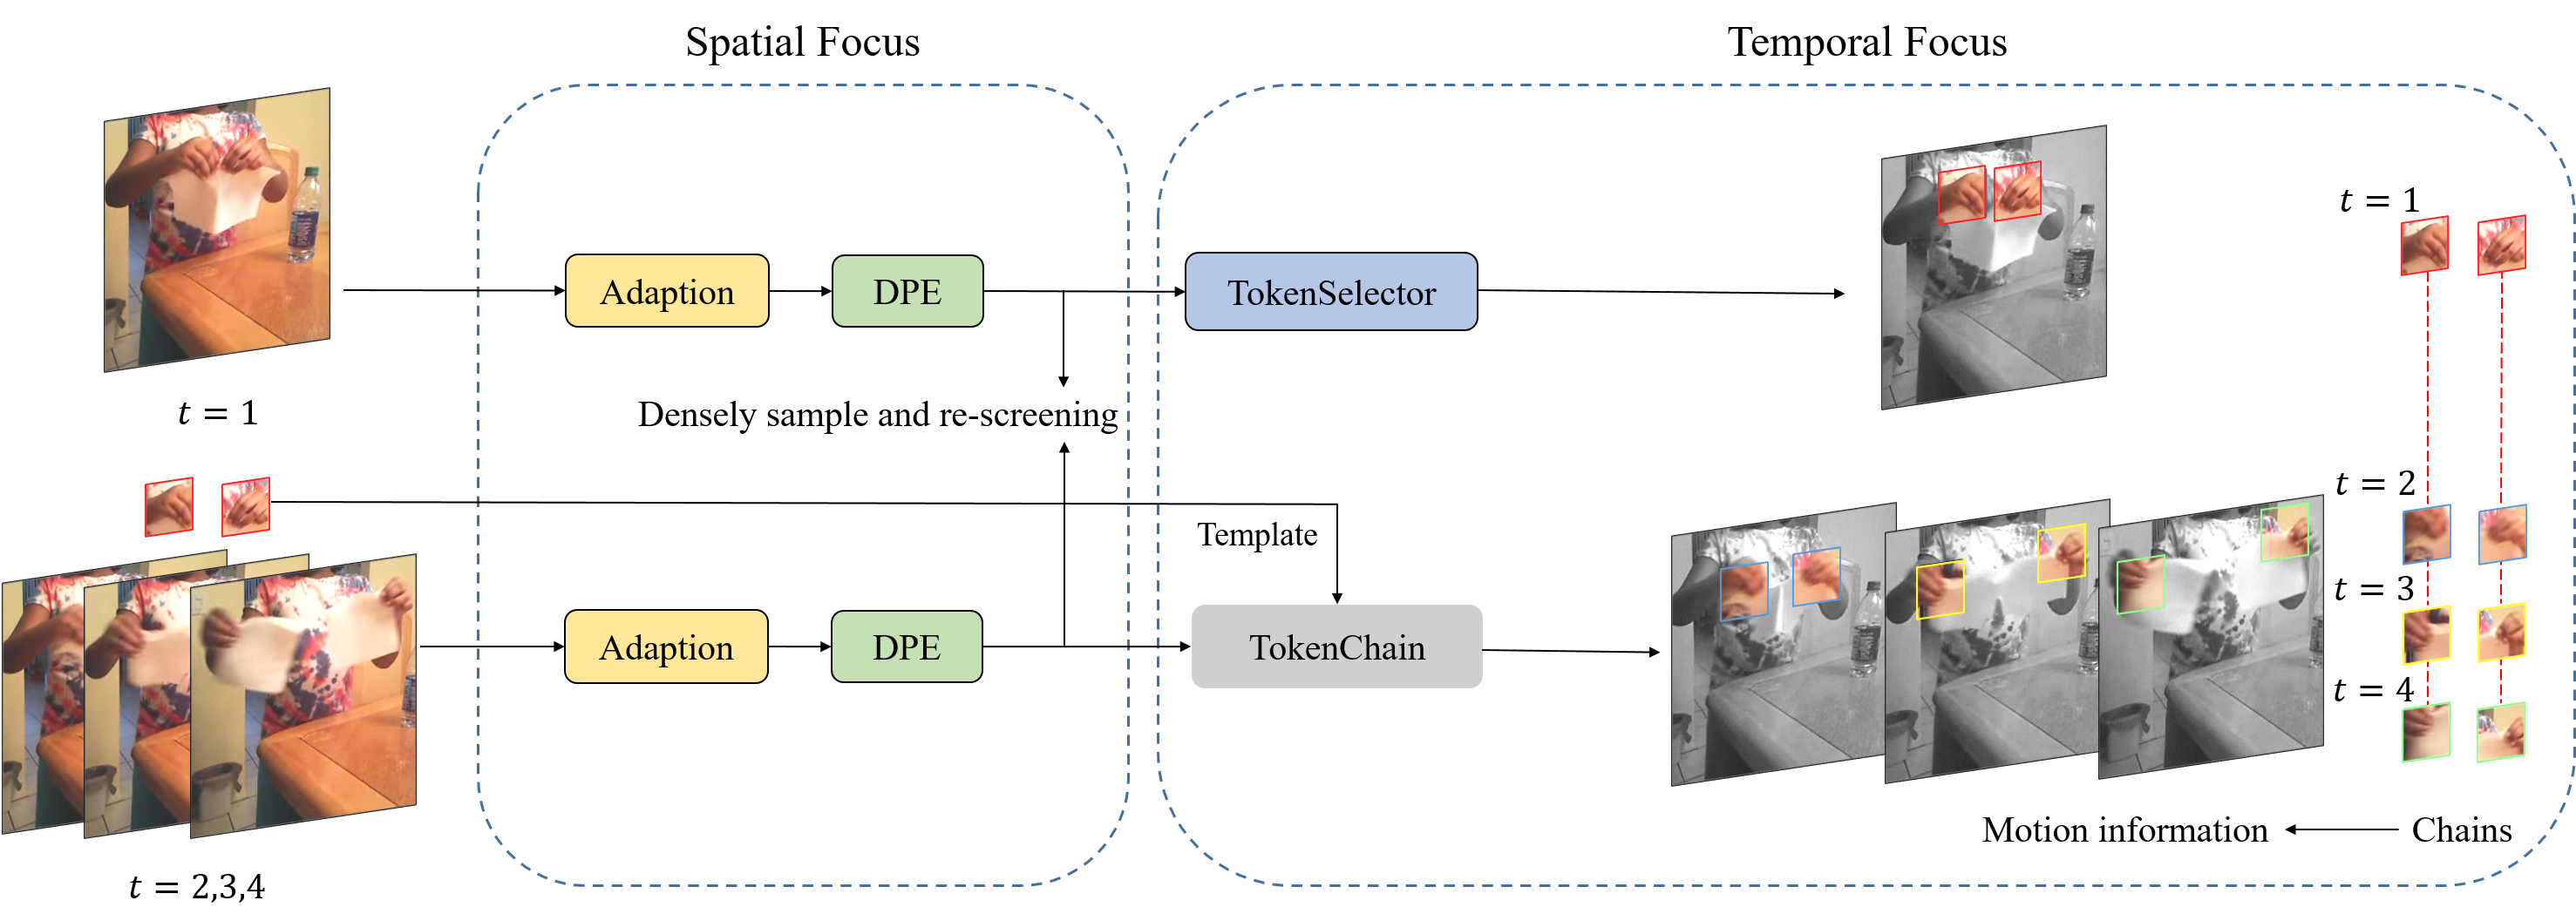 Spatial Focus
Temporal Focus
t = 1
Adaption
DPE
TokenSelector
t = 1
Densely sample and re-screening
Template
t = 2
t = 3
t = 4
Adaption
DPE
TokenChain
Motion information
Chains
t = 2,3,4